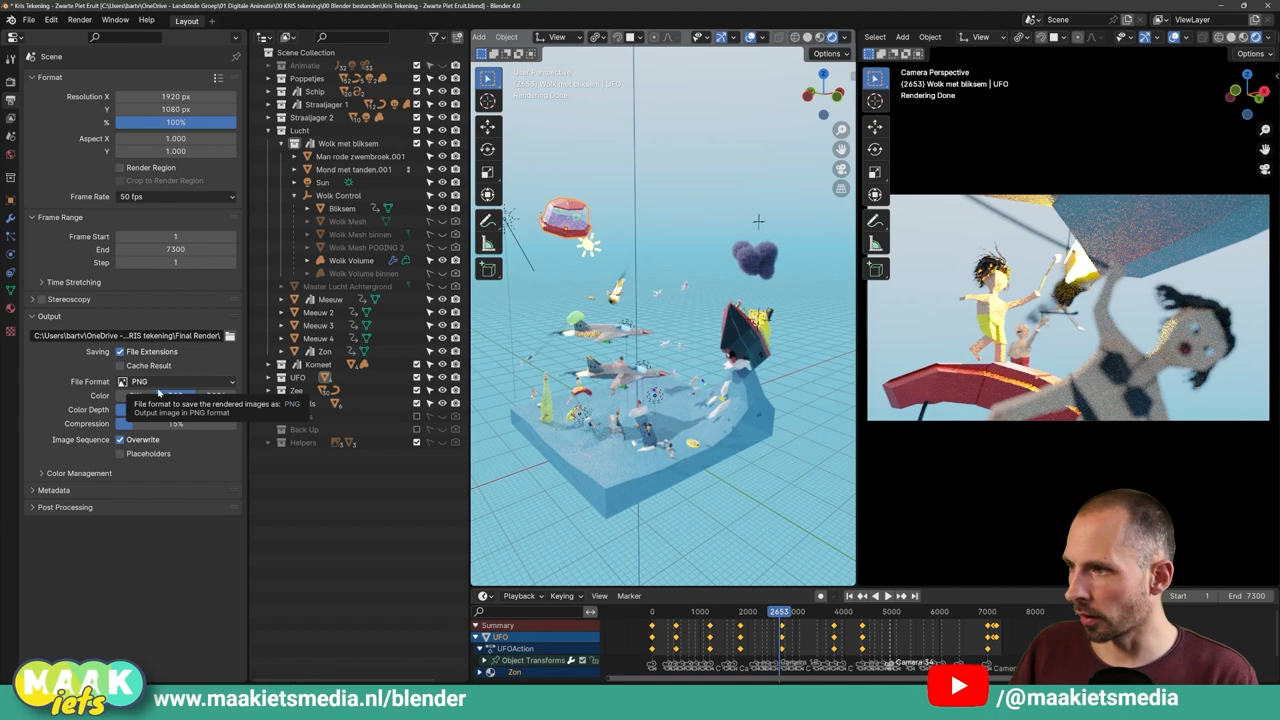 * Kris Tekening - Zwarte Piet Eruit [C:\Users\bartv\OneDrive - Landstede Groep\01 Digitale Animatie\00 KRIS Tekening\00 Blender bestanden\Kris Tekening - Zwarte Piet Eruit.blend] - Blender 4.0
File Edit Render Window Help Layout Scene ViewLayer
Add Object View Options
Select Add Object View Options
Scene
Format
Resolution X 1920 px
Y 1080 px
% 100%
Aspect X 1.000
Y 1.000
Render Region
Crop to Render Region
Frame Rate 50 fps
Frame Range
Frame Start 1
End 7300
Step 1
Time Stretching
Stereoscopy
Output
C:\Users\bartv\OneDrive -...RIS tekening\Final Render\
Saving File Extensions
Cache Result
File Format PNG
Color
File format to save the rendered images as: PNG
Output image in PNG format
Color Depth
Compression 15%
Image Sequence Overwrite
Placeholders
Color Management
Metadata
Post Processing
Scene Collection
Animatie
Poppetjes
Schip
Straaljager 1
Straaljager 2
Lucht
Wolk met bliksem
Man rode zwembroek.001
Mond met tanden.001
Sun
Wolk Control
Bliksem
Wolk Mesh
Wolk Mesh binnen
Wolk Mesh POGING 2
Wolk Volume
Wolk Volume binnen
Master Lucht Achtergrond
Meeuw
Meeuw 2
Meeuw 3
Meeuw 4
Zon
Komeet
UFO
Zee
Back Up
Helpers
User Perspective
(2653) Wolk met bliksem | UFO
Rendering Done
Camera Perspective
(2653) Wolk met bliksem | UFO
Rendering Done
Playback Keying View Marker Start 1 End 7300
0 1000 2000 2653 4000 5000 6000 7000 8000
Summary
UFO
UFOAction
Object Transforms
Zon
Camera 34
MAAK
iets
www.maakietsmedia.nl/blender
/@maakietsmedia